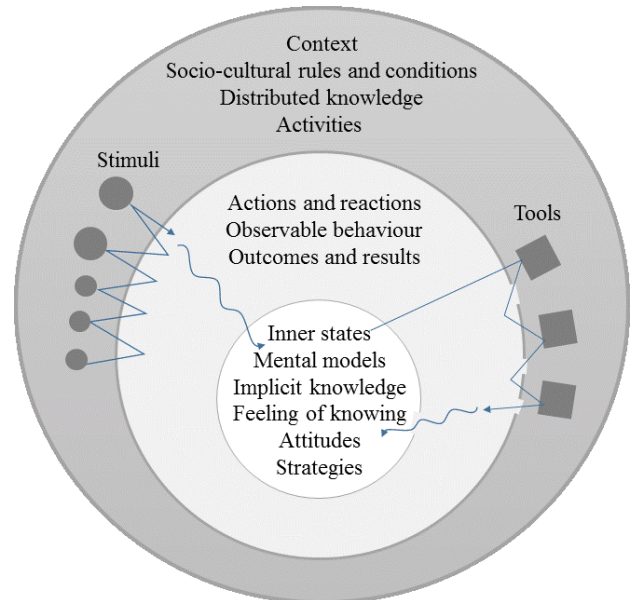 Context
Socio-cultural rules and conditions
Distributed knowledge
Activities
Stimuli
Actions and reactions
Observable behaviour
Outcomes and results
Tools
Inner states
Mental models
Implicit knowledge
Feeling of knowing
Attitudes
Strategies